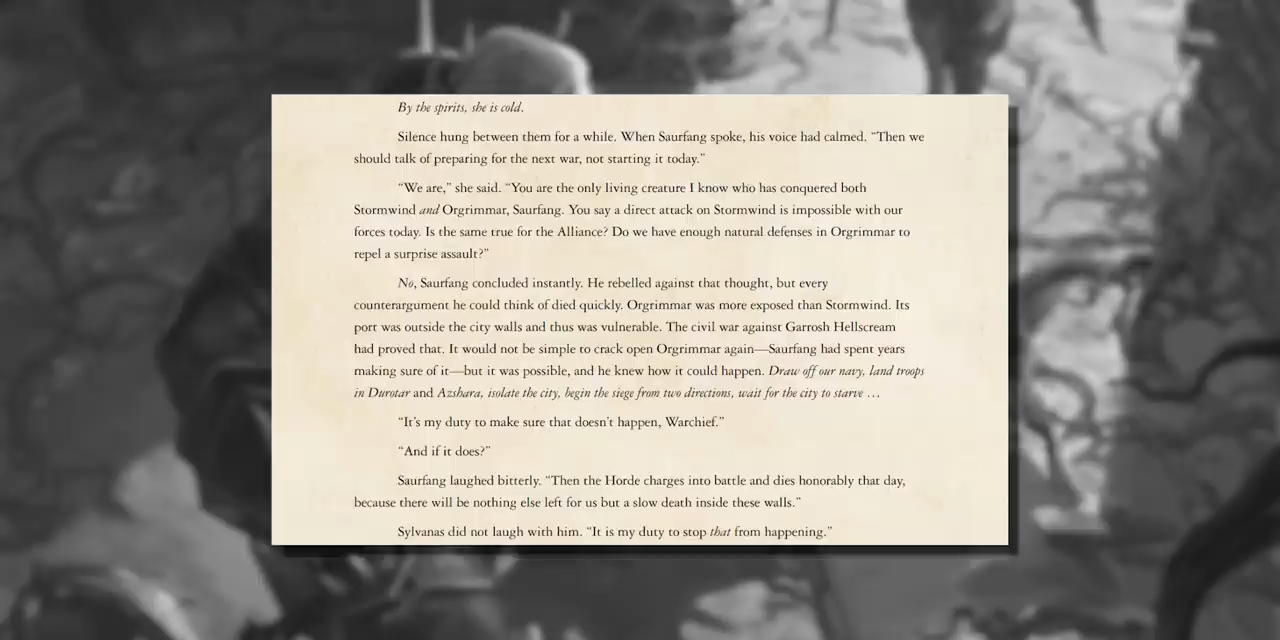 By the spirits, she is cold.
Silence hung between them for a while. When Saurfang spoke, his voice had calmed. “Then we
should talk of preparing for the next war, not starting it today.”
“We are,” she said. “You are the only living creature I know who has conquered both
Stormwind and Orgrimmar, Saurfang. You say a direct attack on Stormwind is impossible with our
forces today. Is the same true for the Alliance? Do we have enough natural defenses in Orgrimmar to
repel a surprise assault?”
No, Saurfang concluded instantly. He rebelled against that thought, but every
counterargument he could think of died quickly. Orgrimmar was more exposed than Stormwind. Its
port was outside the city walls and thus was vulnerable. The civil war against Garrosh Hellscream
had proved that. It would not be simple to crack open Orgrimmar again—Saurfang had spent years
making sure of it—but it was possible, and he knew how it could happen. Draw off our navy, land troops
in Durotar and Azshara, isolate the city, begin the siege from two directions, wait for the city to starve …
“It’s my duty to make sure that doesn’t happen, Warchief.”
“And if it does?”
Saurfang laughed bitterly. “Then the Horde charges into battle and dies honorably that day,
because there will be nothing else left for us but a slow death inside these walls.”
Sylvanas did not laugh with him. “It is my duty to stop that from happening.”